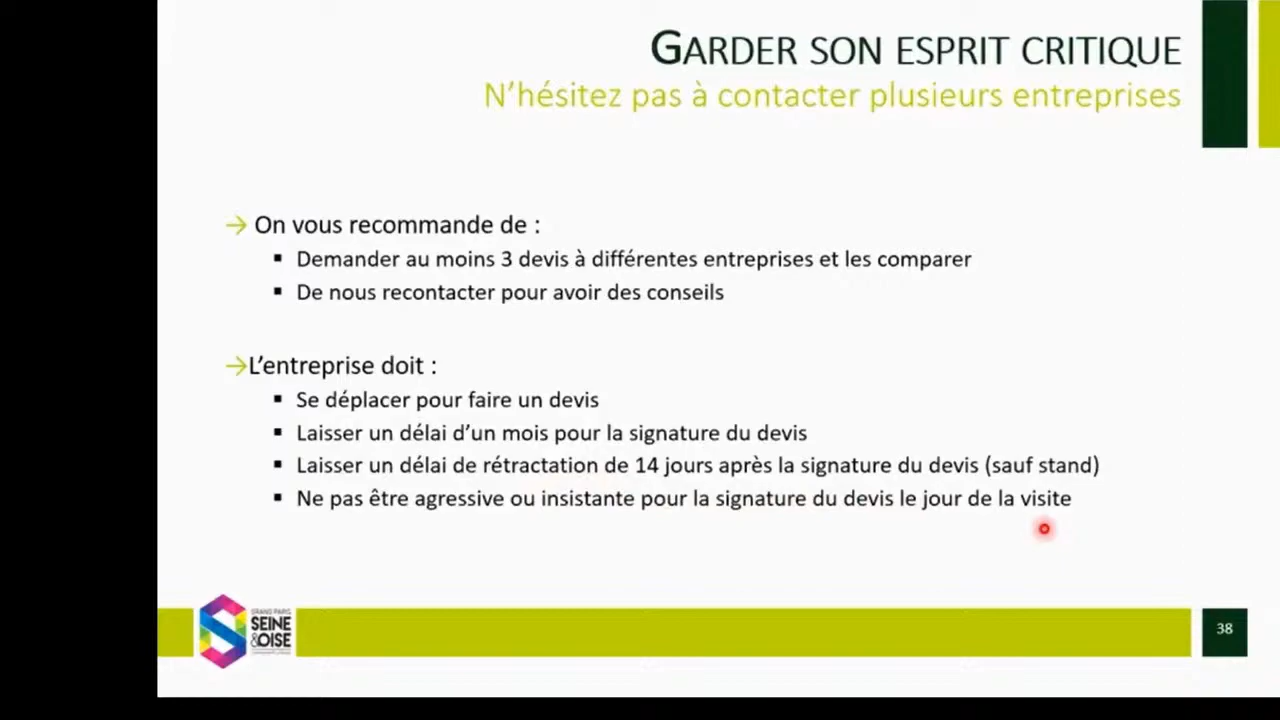 GARDER SON ESPRIT CRITIQUE
N'hésitez pas à contacter plusieurs entreprises
→ On vous recommande de :
▪ Demander au moins 3 devis à différentes entreprises et les comparer
▪ De nous recontacter pour avoir des conseils
→L'entreprise doit :
▪ Se déplacer pour faire un devis
▪ Laisser un délai d'un mois pour la signature du devis
▪ Laisser un délai de rétractation de 14 jours après la signature du devis (sauf stand)
▪ Ne pas être agressive ou insistante pour la signature du devis le jour de la visite
GRAND PARIS
SEINE
&OISE
38